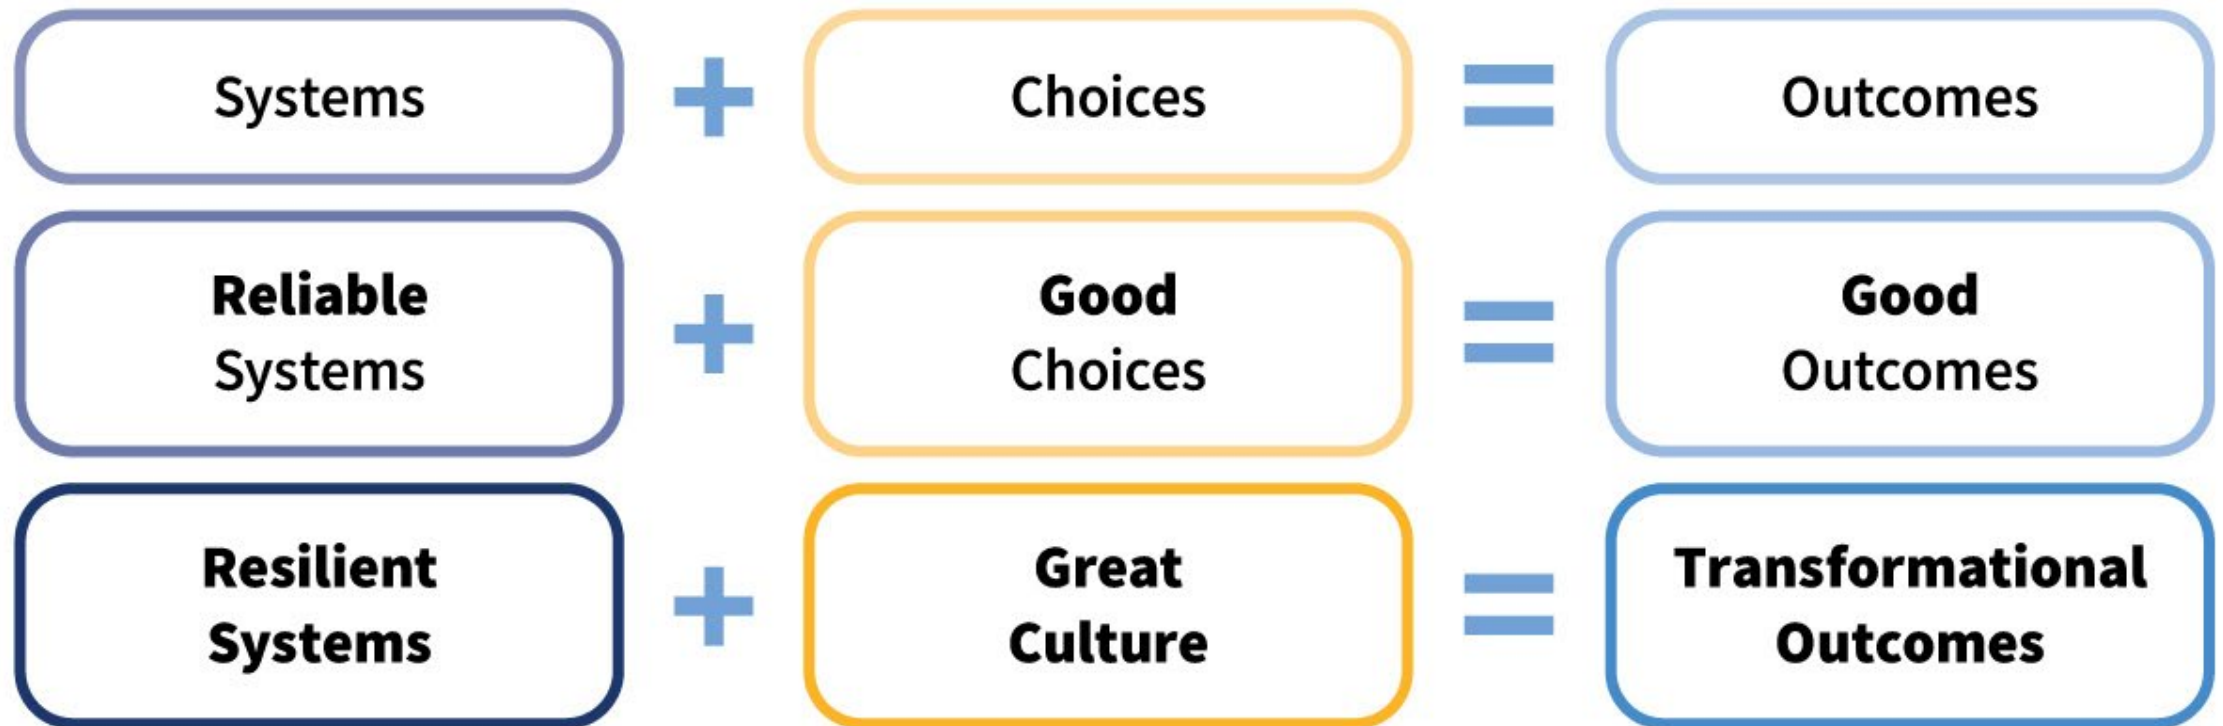 Systems + Choices = Outcomes
Reliable Systems + Good Choices = Good Outcomes
Resilient Systems + Great Culture = Transformational Outcomes